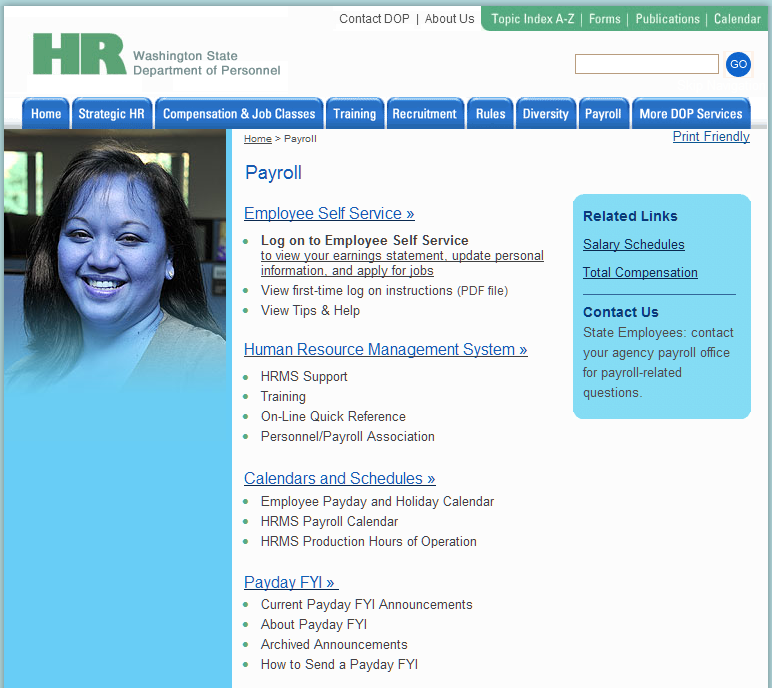 Contact DOP | About Us
Topic Index A-Z | Forms | Publications | Calendar
HR Washington State
Department of Personnel
GO
Home
Strategic HR
Compensation & Job Classes
Training
Recruitment
Rules
Diversity
Payroll
More DOP Services
Home > Payroll
Print Friendly
Payroll
Employee Self Service »
Log on to Employee Self Service
to view your earnings statement, update personal
information, and apply for jobs
View first-time log on instructions (PDF file)
View Tips & Help
Human Resource Management System »
HRMS Support
Training
On-Line Quick Reference
Personnel/Payroll Association
Calendars and Schedules »
Employee Payday and Holiday Calendar
HRMS Payroll Calendar
HRMS Production Hours of Operation
Payday FYI »
Current Payday FYI Announcements
About Payday FYI
Archived Announcements
How to Send a Payday FYI
Related Links
Salary Schedules
Total Compensation
Contact Us
State Employees: contact
your agency payroll office
for payroll-related
questions.